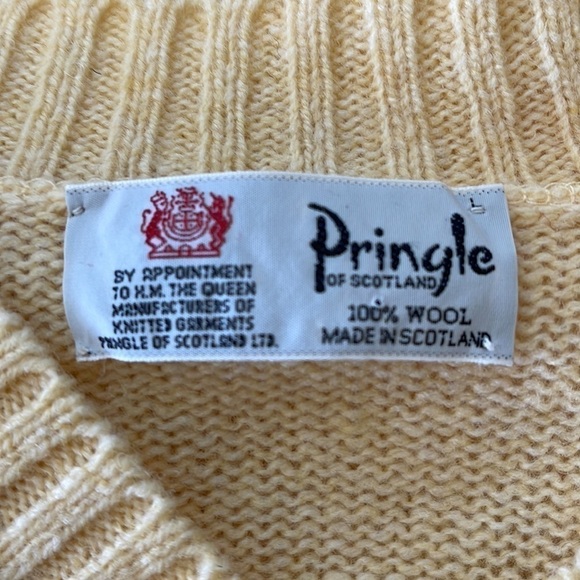 BY APPOINTMENT
TO H.M. THE QUEEN
MANUFACTURERS OF
KNITTED GARMENTS
PRINGLE OF SCOTLAND LTD.
L
Pringle
OF SCOTLAND
100% WOOL
MADE IN SCOTLAND